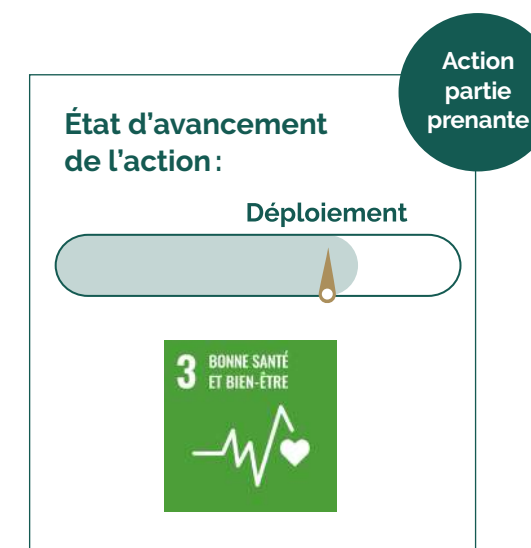 Action
partie
prenante
État d’avancement
de l’action :
Déploiement
3 BONNE SANTÉ
ET BIEN-ÊTRE